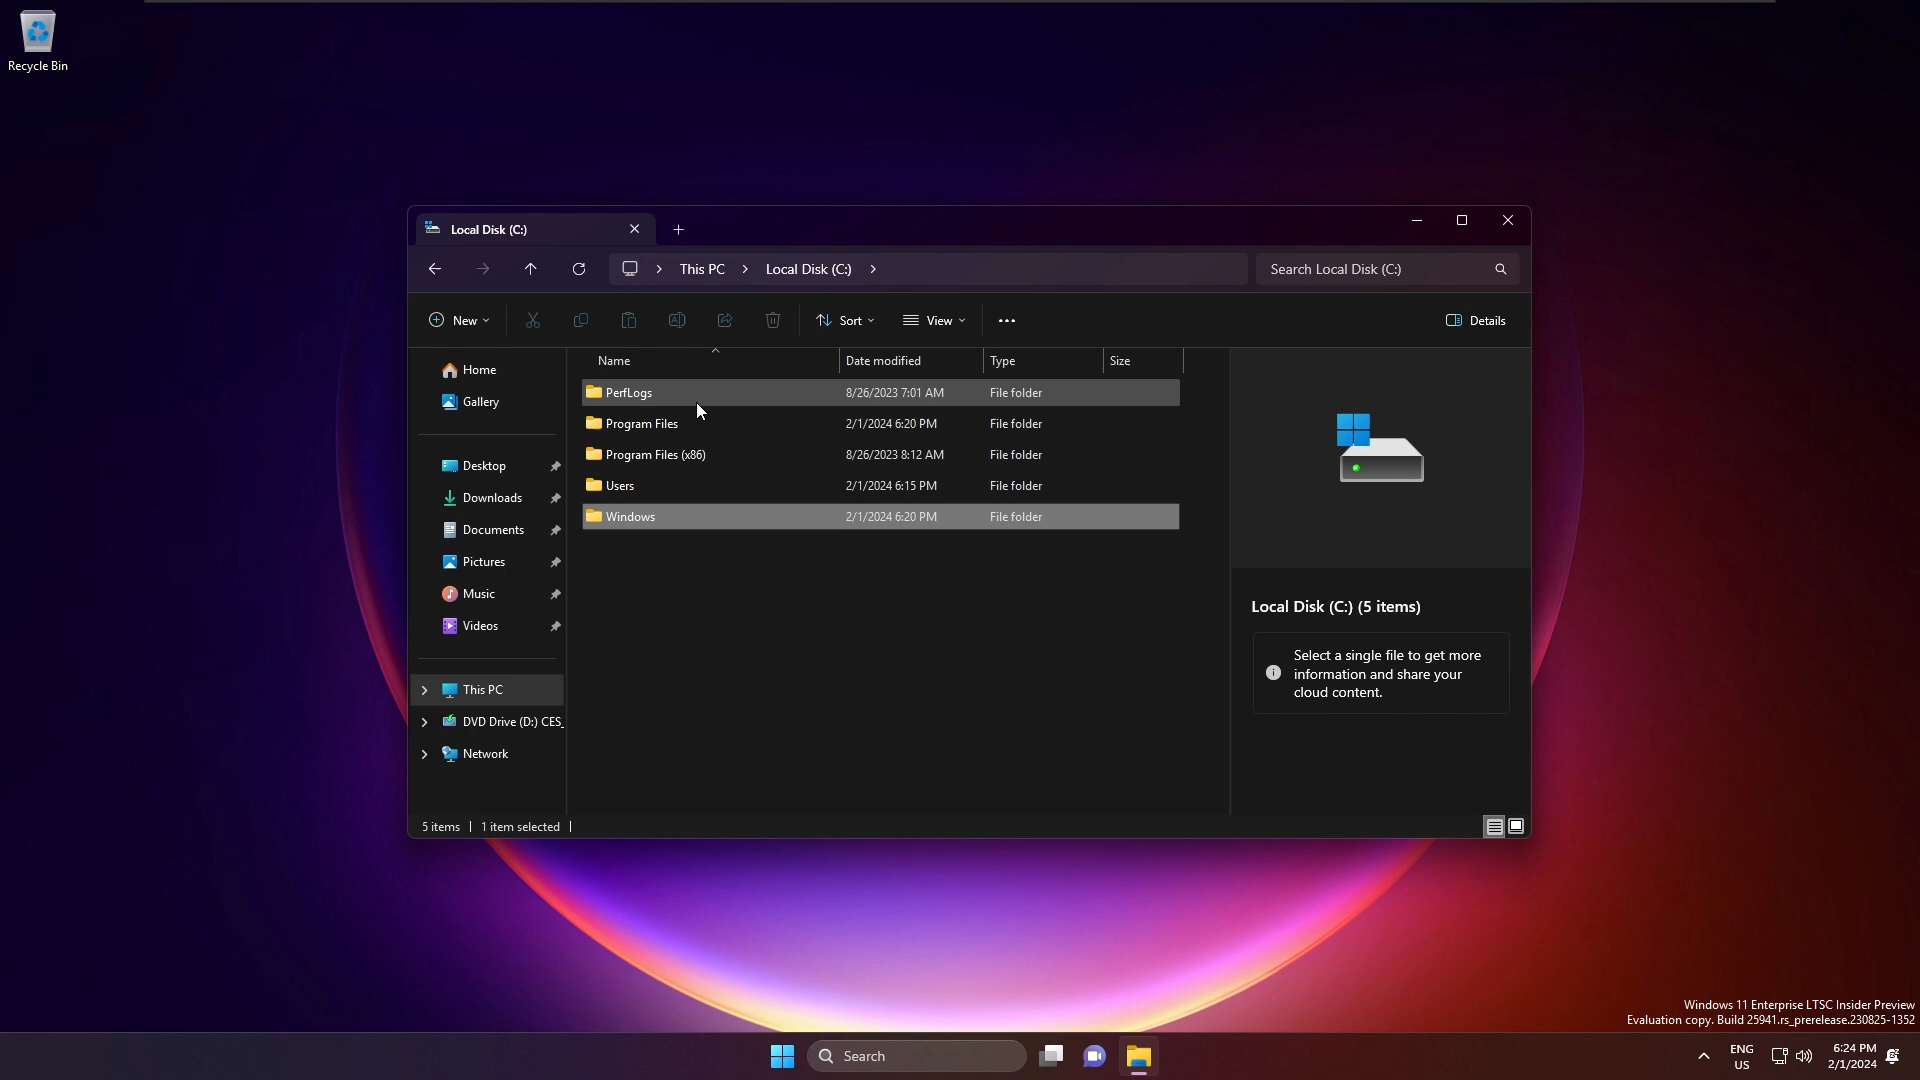 Recycle Bin
Local Disk (C:)
This PC
Local Disk (C:)
Search Local Disk (C:)
New
Sort
View
Details
Home
Gallery
Desktop
Downloads
Documents
Pictures
Music
Videos
This PC
DVD Drive (D:) CES_
Network
Name Date modified Type Size
PerfLogs 8/26/2023 7:01 AM File folder
Program Files 2/1/2024 6:20 PM File folder
Program Files (x86) 8/26/2023 8:12 AM File folder
Users 2/1/2024 6:15 PM File folder
Windows 2/1/2024 6:20 PM File folder
Local Disk (C:) (5 items)
Select a single file to get more
information and share your
cloud content.
5 items 1 item selected
Windows 11 Enterprise LTSC Insider Preview
Evaluation copy. Build 25941.rs_prerelease.230825-1352
Search
ENG
US
6:24 PM
2/1/2024